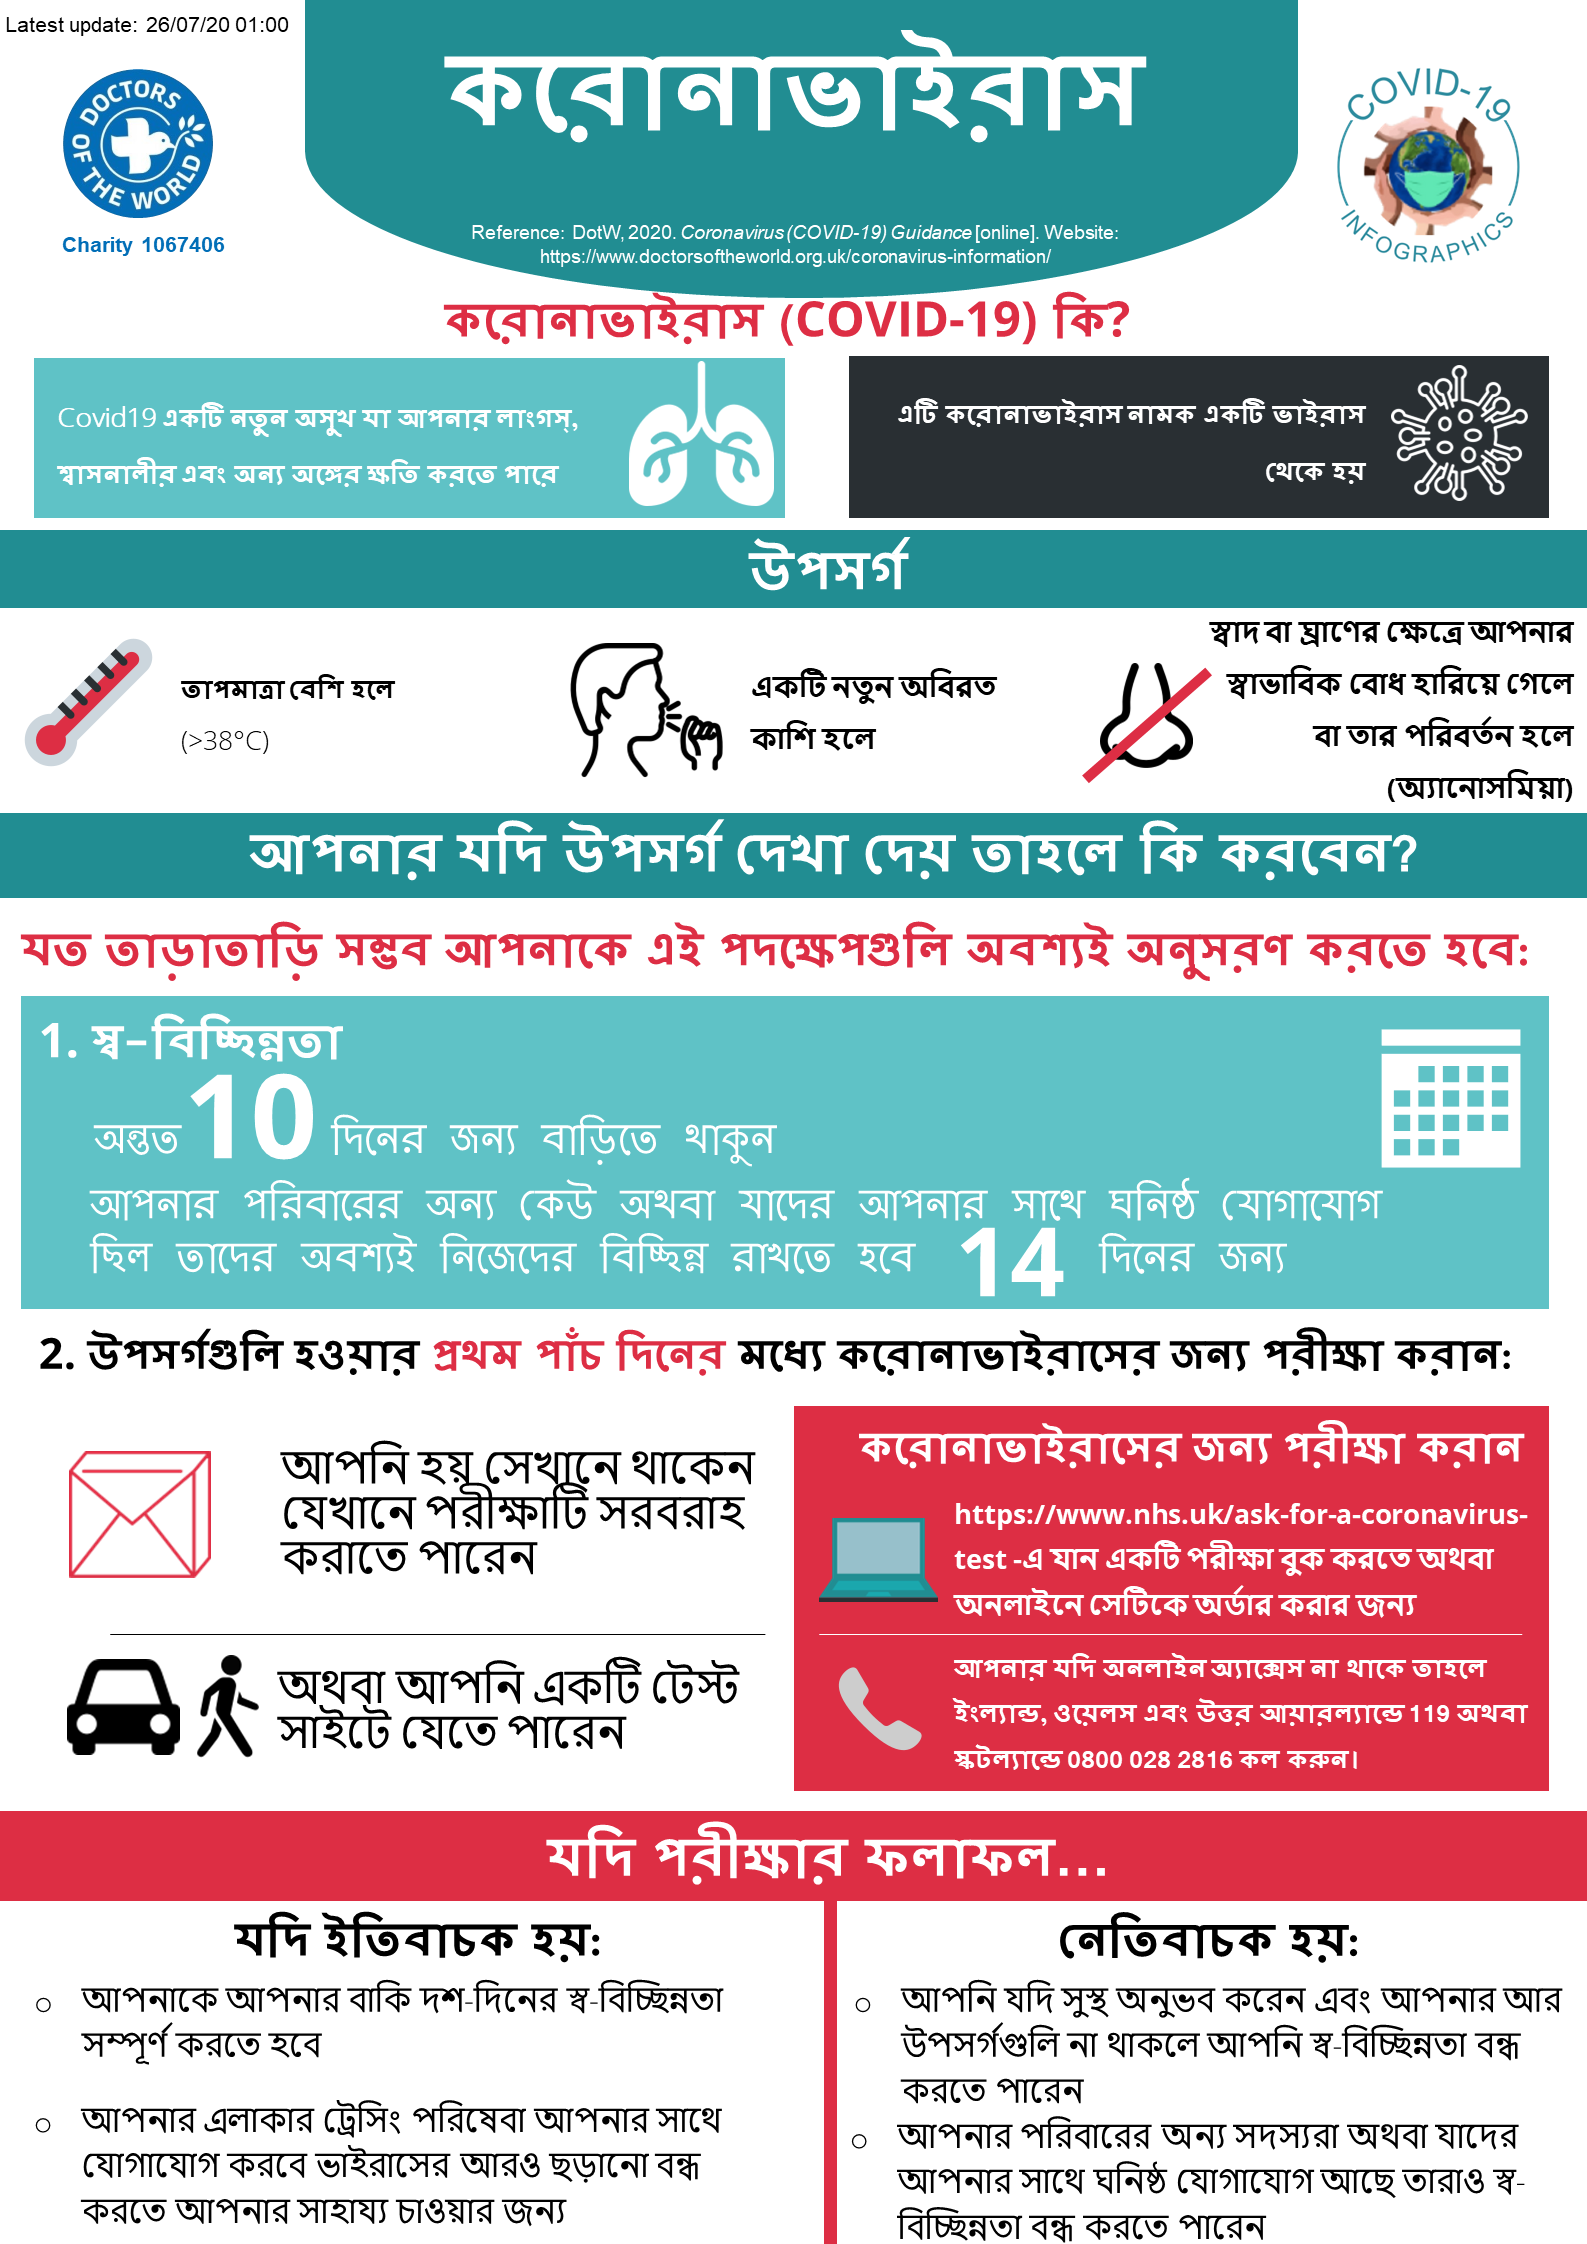 Latest update: 26/07/20 01:00
DOCTORS OF THE WORLD
Charity 1067406
করোনাভাইরাস
Reference: DotW, 2020. Coronavirus (COVID-19) Guidance [online]. Website:
https://www.doctorsoftheworld.org.uk/coronavirus-information/
COVID-19
INFOGRAPHICS
করোনাভাইরাস (COVID-19) কি?
Covid19 একটি নতুন অসুখ যা আপনার লাংগস্,
শ্বাসনালীর এবং অন্য অঙ্গের ক্ষতি করতে পারে
এটি করোনাভাইরাস নামক একটি ভাইরাস
থেকে হয়
উপসর্গ
তাপমাত্রা বেশি হলে
(>38°C)
একটি নতুন অবিরত
কাশি হলে
স্বাদ বা ঘ্রাণের ক্ষেত্রে আপনার
স্বাভাবিক বোধ হারিয়ে গেলে
বা তার পরিবর্তন হলে
(অ্যানোসমিয়া)
আপনার যদি উপসর্গ দেখা দেয় তাহলে কি করবেন?
যত তাড়াতাড়ি সম্ভব আপনাকে এই পদক্ষেপগুলি অবশ্যই অনুসরণ করতে হবে:
1. স্ব–বিচ্ছিন্নতা
অন্তত 10 দিনের জন্য বাড়িতে থাকুন
আপনার পরিবারের অন্য কেউ অথবা যাদের আপনার সাথে ঘনিষ্ঠ যোগাযোগ
ছিল তাদের অবশ্যই নিজেদের বিচ্ছিন্ন রাখতে হবে 14 দিনের জন্য
2. উপসর্গগুলি হওয়ার প্রথম পাঁচ দিনের মধ্যে করোনাভাইরাসের জন্য পরীক্ষা করান:
আপনি হয় সেখানে থাকেন
যেখানে পরীক্ষাটি সরবরাহ
করাতে পারেন
অথবা আপনি একটি টেস্ট
সাইটে যেতে পারেন
করোনাভাইরাসের জন্য পরীক্ষা করান
https://www.nhs.uk/ask-for-a-coronavirus-
test -এ যান একটি পরীক্ষা বুক করতে অথবা
অনলাইনে সেটিকে অর্ডার করার জন্য
আপনার যদি অনলাইন অ্যাক্সেস না থাকে তাহলে
ইংল্যান্ড, ওয়েলস এবং উত্তর আয়ারল্যান্ডে 119 অথবা
স্কটল্যান্ডে 0800 028 2816 কল করুন।
যদি পরীক্ষার ফলাফল...
যদি ইতিবাচক হয়:
○ আপনাকে আপনার বাকি দশ-দিনের স্ব-বিচ্ছিন্নতা
সম্পূর্ণ করতে হবে
○ আপনার এলাকার ট্রেসিং পরিষেবা আপনার সাথে
যোগাযোগ করবে ভাইরাসের আরও ছড়ানো বন্ধ
করতে আপনার সাহায্য চাওয়ার জন্য
নেতিবাচক হয়:
○ আপনি যদি সুস্থ অনুভব করেন এবং আপনার আর
উপসর্গগুলি না থাকলে আপনি স্ব-বিচ্ছিন্নতা বন্ধ
করতে পারেন
○ আপনার পরিবারের অন্য সদস্যরা অথবা যাদের
আপনার সাথে ঘনিষ্ঠ যোগাযোগ আছে তারাও স্ব-
বিচ্ছিন্নতা বন্ধ করতে পারেন